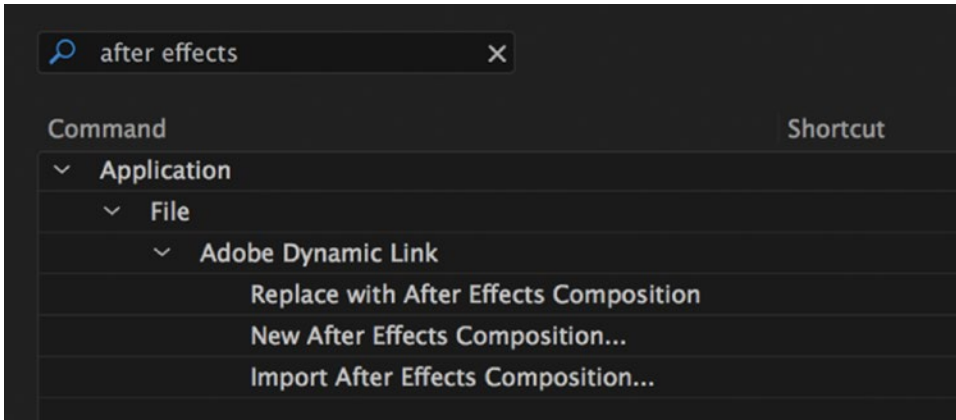 after effects
Command Shortcut
Application
File
Adobe Dynamic Link
Replace with After Effects Composition
New After Effects Composition...
Import After Effects Composition...